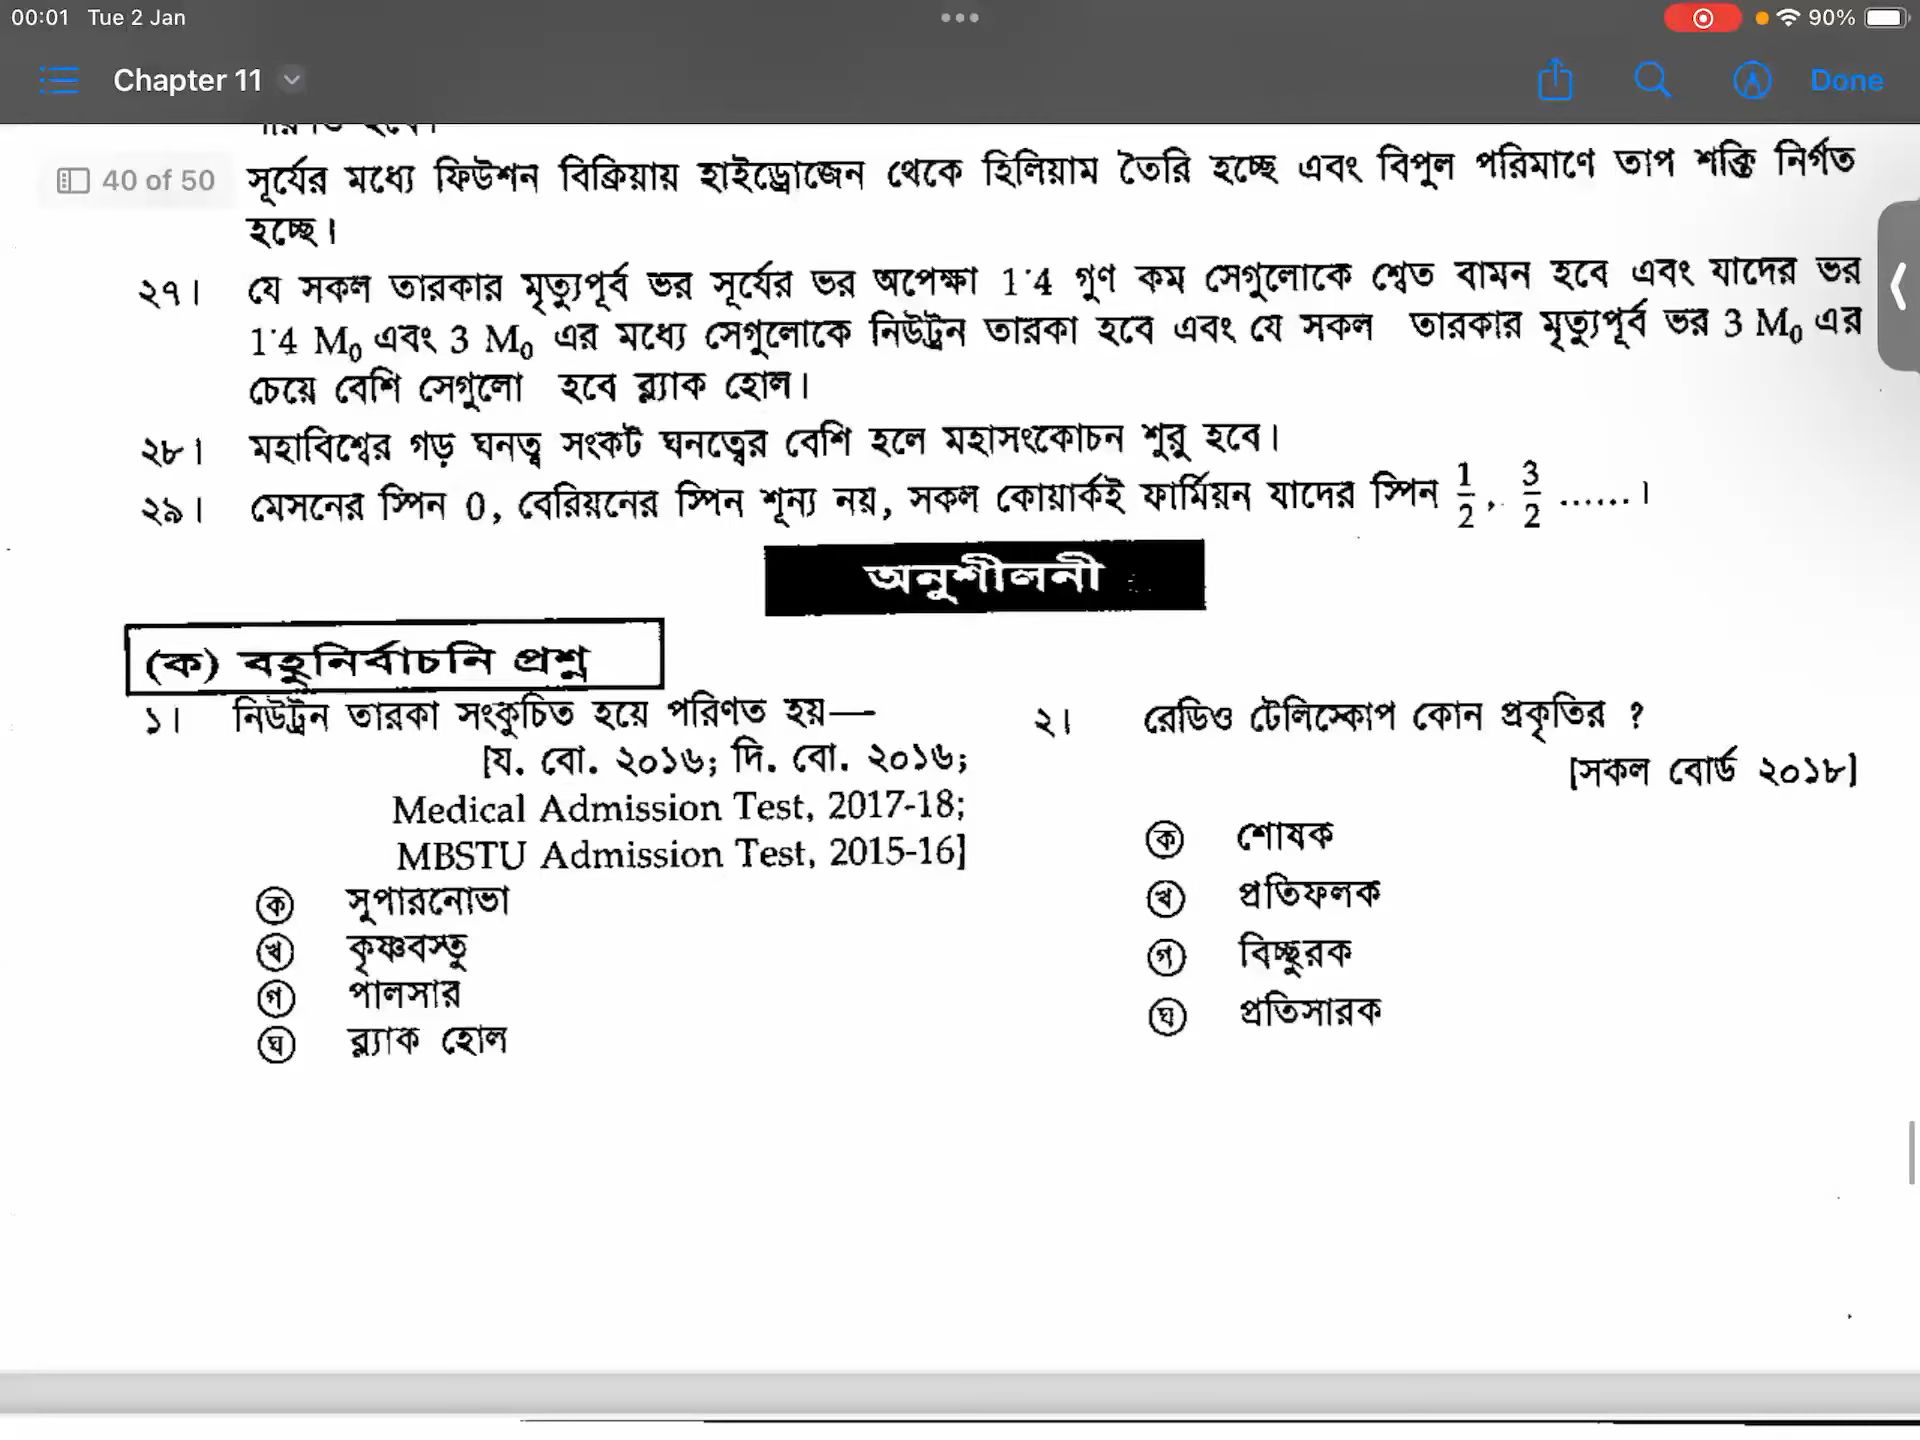 00:01 Tue 2 Jan
90%
Chapter 11
Done
40 of 50
সূর্যের মধ্যে ফিউশন বিক্রিয়ায় হাইড্রোজেন থেকে হিলিয়াম তৈরি হচ্ছে এবং বিপুল পরিমাণে তাপ শক্তি নির্গত
হচ্ছে।
২৭। যে সকল তারকার মৃত্যুপূর্ব ভর সূর্যের ভর অপেক্ষা 1·4 গুণ কম সেগুলোকে শ্বেত বামন হবে এবং যাদের ভর
1·4 M₀ এবং 3 M₀ এর মধ্যে সেগুলোকে নিউট্রন তারকা হবে এবং যে সকল তারকার মৃত্যুপূর্ব ভর 3 M₀ এর
চেয়ে বেশি সেগুলো হবে ব্ল্যাক হোল।
২৮। মহাবিশ্বের গড় ঘনত্ব সংকট ঘনত্বের বেশি হলে মহাসংকোচন শুরু হবে।
২৯। মেসনের স্পিন 0, বেরিয়নের স্পিন শূন্য নয়, সকল কোয়ার্কই ফার্মিয়ন যাদের স্পিন 1/2, 3/2 ......।
অনুশীলনী
(ক) বহুনির্বাচনি প্রশ্ন
১। নিউট্রন তারকা সংকুচিত হয়ে পরিণত হয়—
[য. বো. ২০১৬; দি. বো. ২০১৬;
Medical Admission Test, 2017-18;
MBSTU Admission Test, 2015-16]
ক সুপারনোভা
খ কৃষ্ণবস্তু
গ পালসার
ঘ ব্ল্যাক হোল
২। রেডিও টেলিস্কোপ কোন প্রকৃতির ?
[সকল বোর্ড ২০১৮]
ক শোষক
খ প্রতিফলক
গ বিচ্ছুরক
ঘ প্রতিসারক